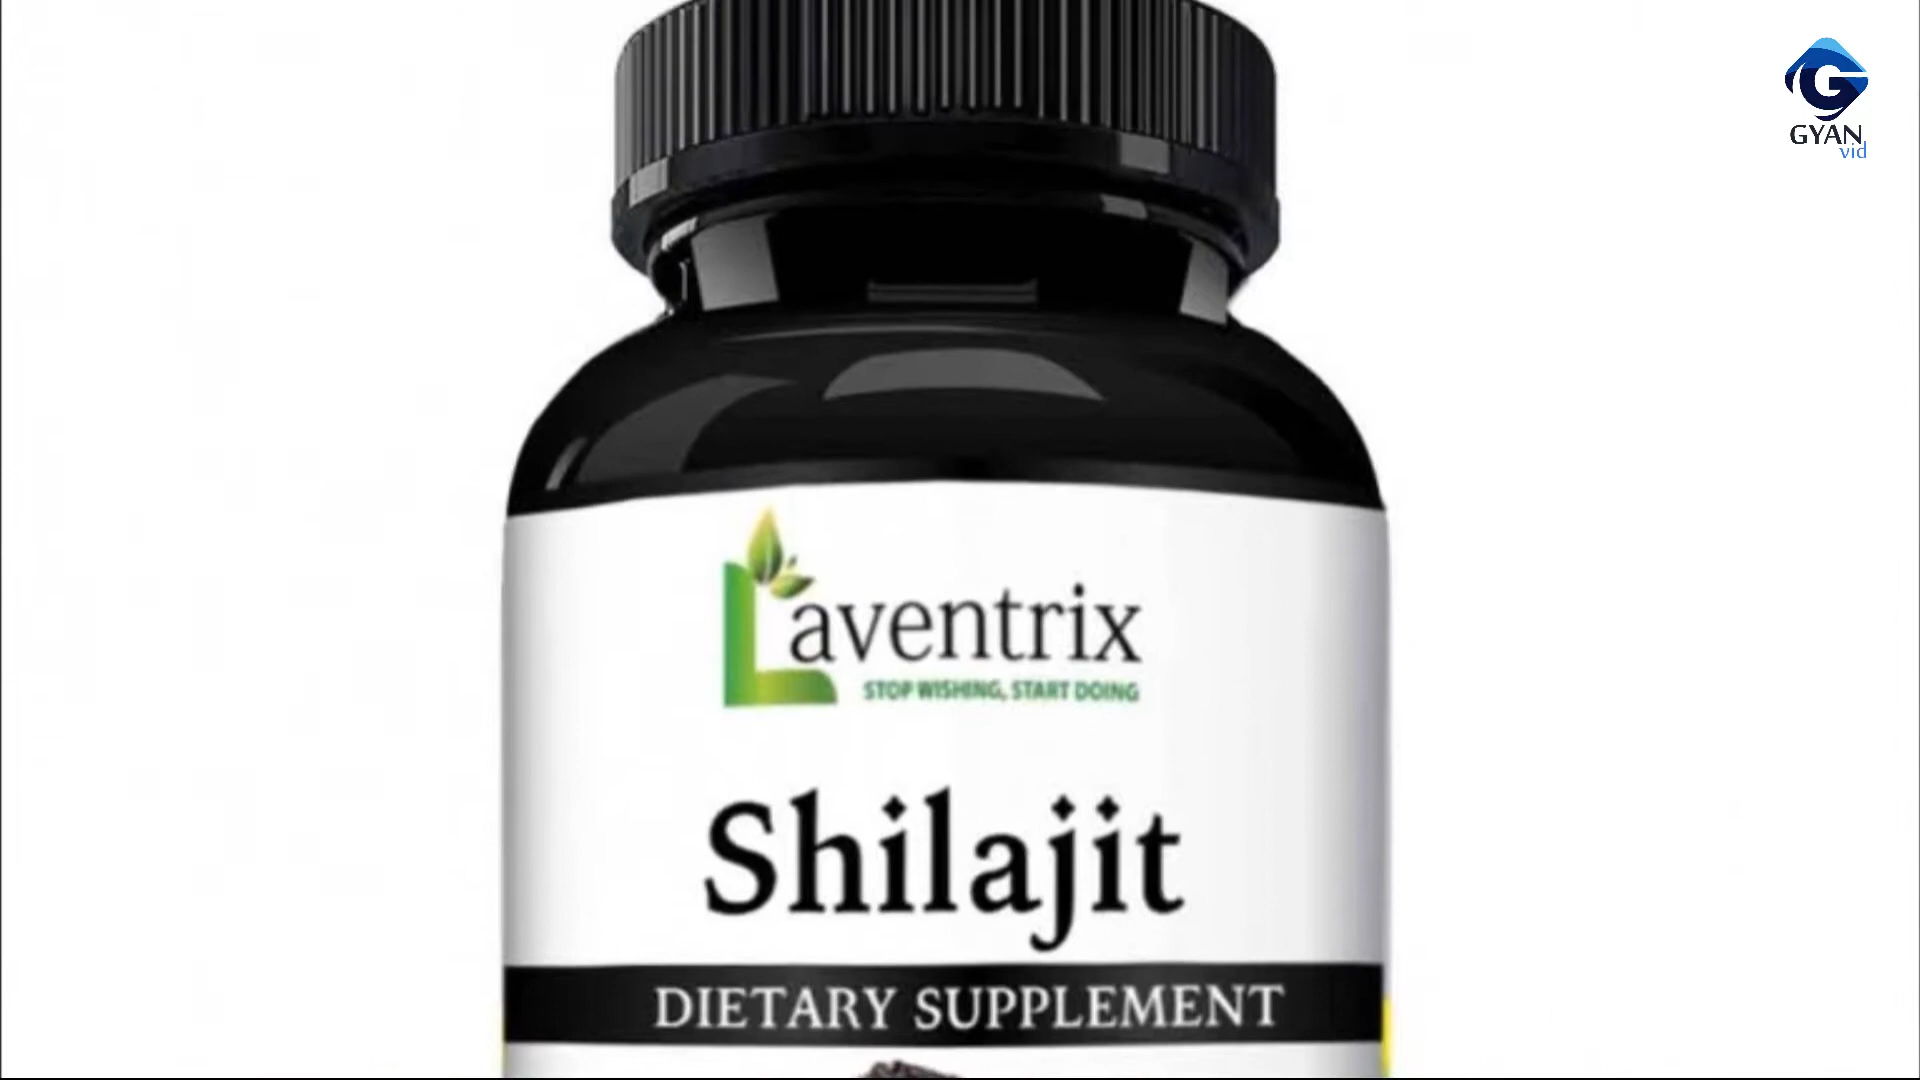 GYAN
vid
Laventrix
STOP WISHING, START DOING
Shilajit
DIETARY SUPPLEMENT